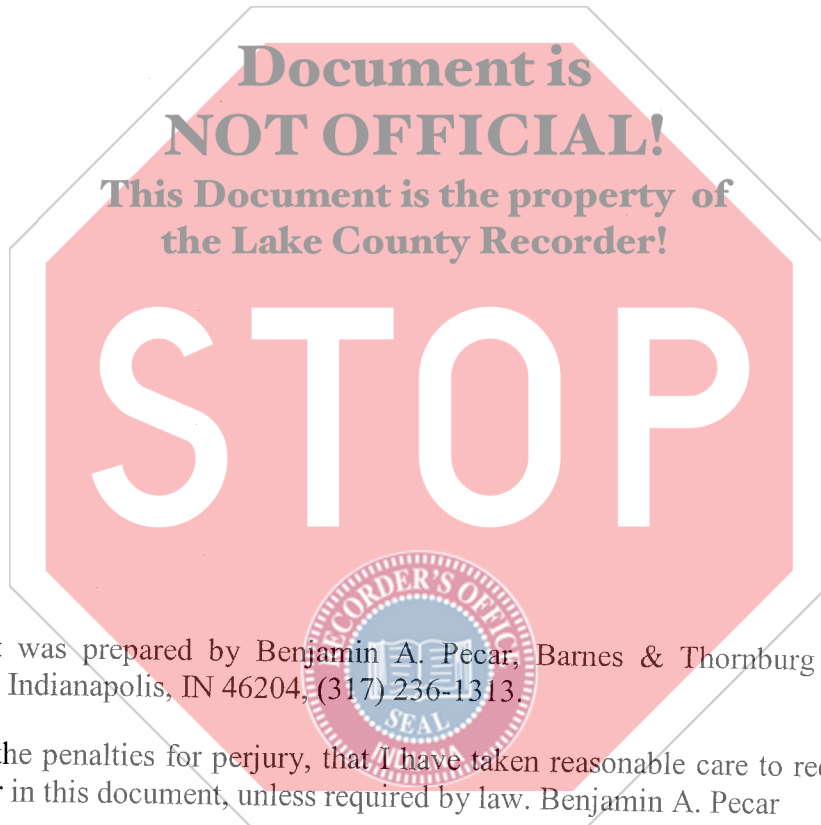 Document is
NOT OFFICIAL!
This Document is the property of
the Lake County Recorder!
STOP
RECORDER'S OFFICE
was prepared by Benjamin A. Pecar, Barnes & Thornburg
Indianapolis, IN 46204, (317) 236-1313.
SEAL
the penalties for perjury, that I have taken reasonable care to
INDIANA
in this document, unless required by law. Benjamin A. Pecar